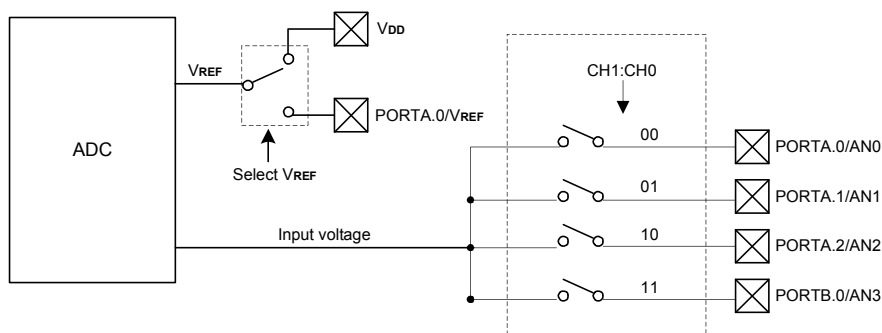 VDD
VREF
CH1:CH0
PORTA.0/VREF
ADC
00
PORTA.0/AN0
Select VREF
01
PORTA.1/AN1
Input voltage
10
PORTA.2/AN2
11
PORTB.0/AN3